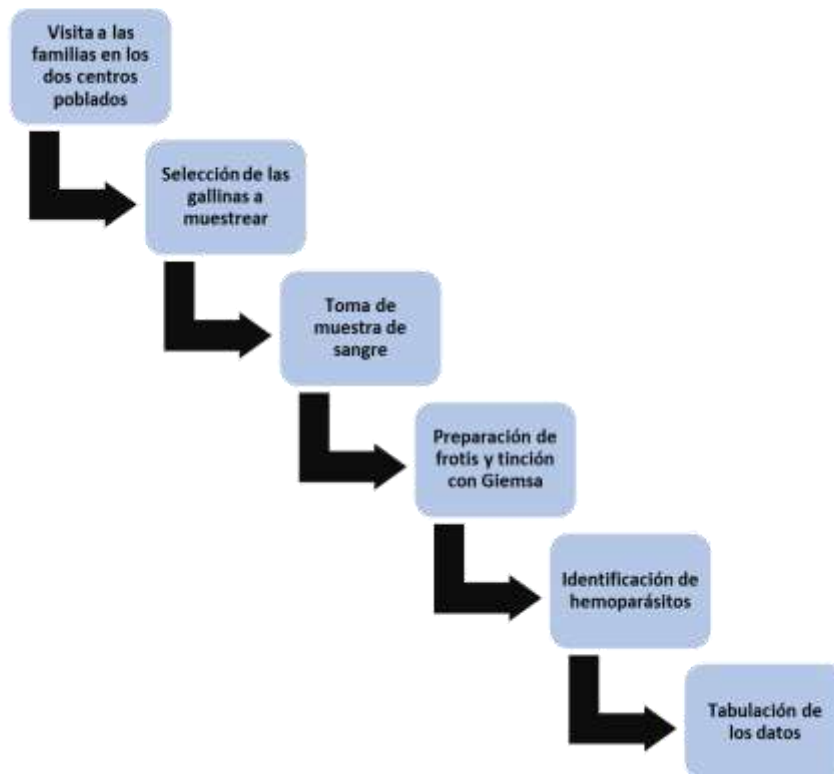 Visita a las
familias en los
dos centros
poblados
Selección de las
gallinas a
muestrear
Toma de
muestra de
sangre
Preparación de
frotis y tinción
con Giemsa
Identificación de
hemoparásitos
Tabulación de
los datos